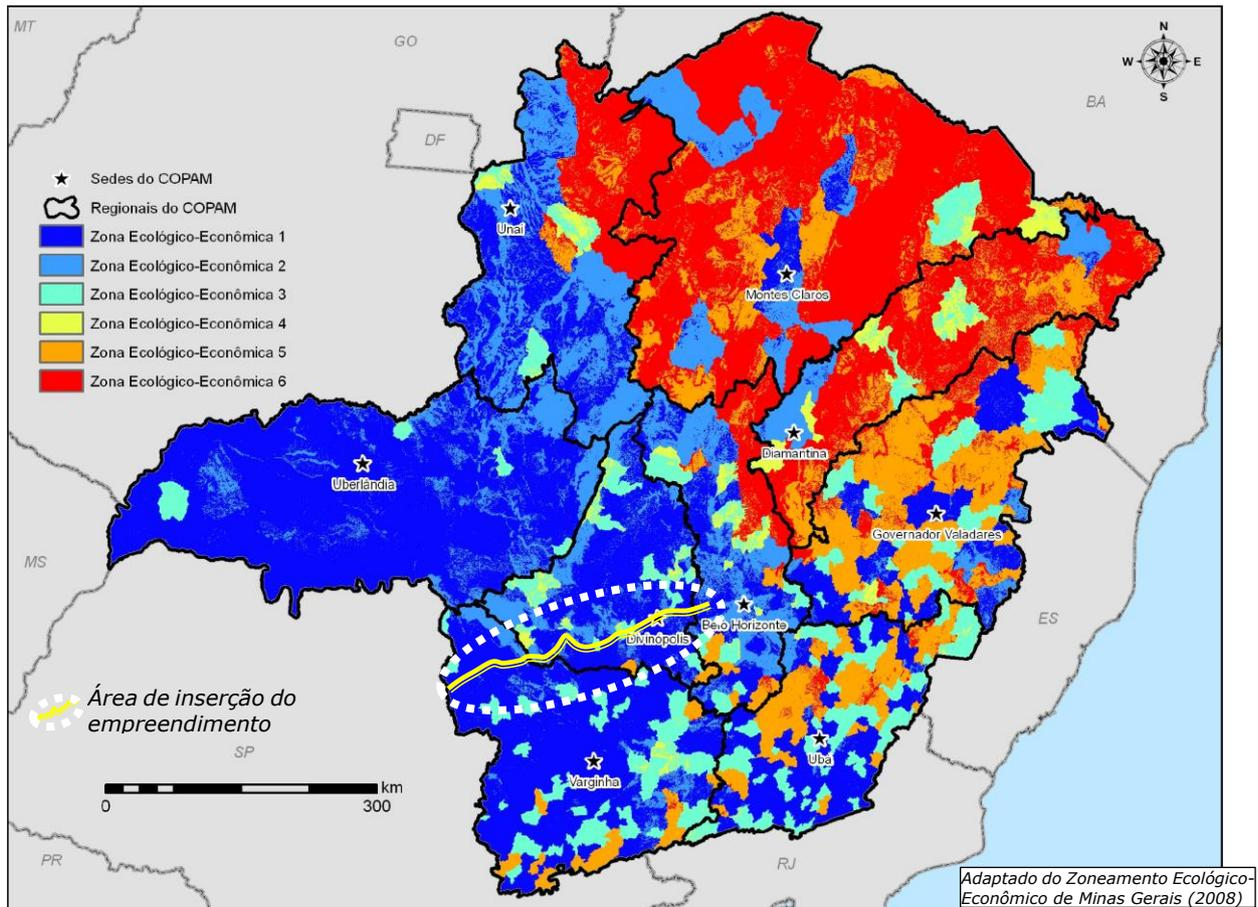 MT
GO
N
W E
S
BA
DF
Sedes do COPAM
Regionais do COPAM
Zona Ecológico-Econômica 1
Zona Ecológico-Econômica 2
Zona Ecológico-Econômica 3
Zona Ecológico-Econômica 4
Zona Ecológico-Econômica 5
Zona Ecológico-Econômica 6
Unaí
Montes Claros
Diamantina
Uberlândia
Governador Valadares
MS
ES
Divinópolis
Belo Horizonte
Área de inserção do
empreendimento
SP
Ubá
Varginha
km
0 300
PR
RJ
Adaptado do Zoneamento Ecológico-
Econômico de Minas Gerais (2008)